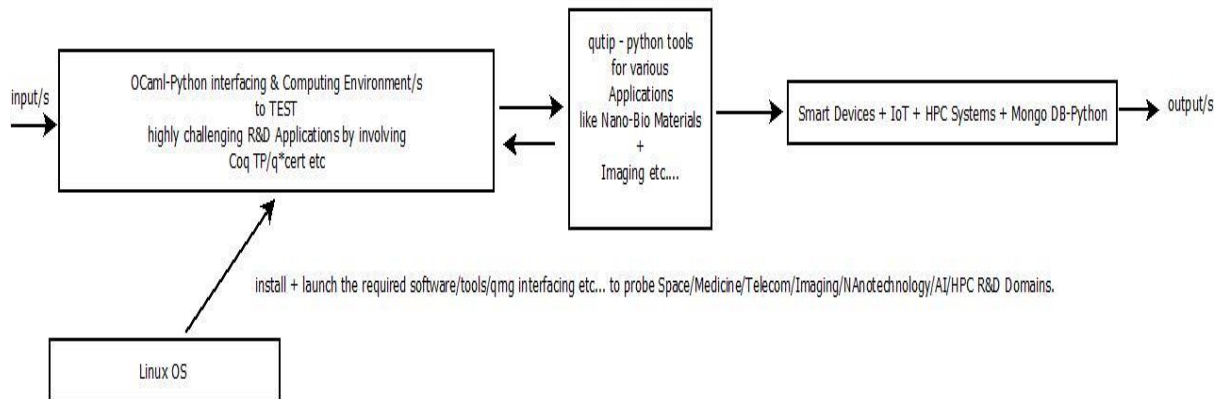 input/s
OCaml-Python interfacing & Computing Environment/s
to TEST
highly challenging R&D Applications by involving
Coq TP/q*cert etc
qutip - python tools
for various
Applications
like Nano-Bio Materials
+
Imaging etc....
Smart Devices + IoT + HPC Systems + Mongo DB-Python
output/s
install + launch the required software/tools/qmg interfacing etc... to probe Space/Medicine/Telecom/Imaging/NAnotechnology/AI/HPC R&D Domains.
Linux OS